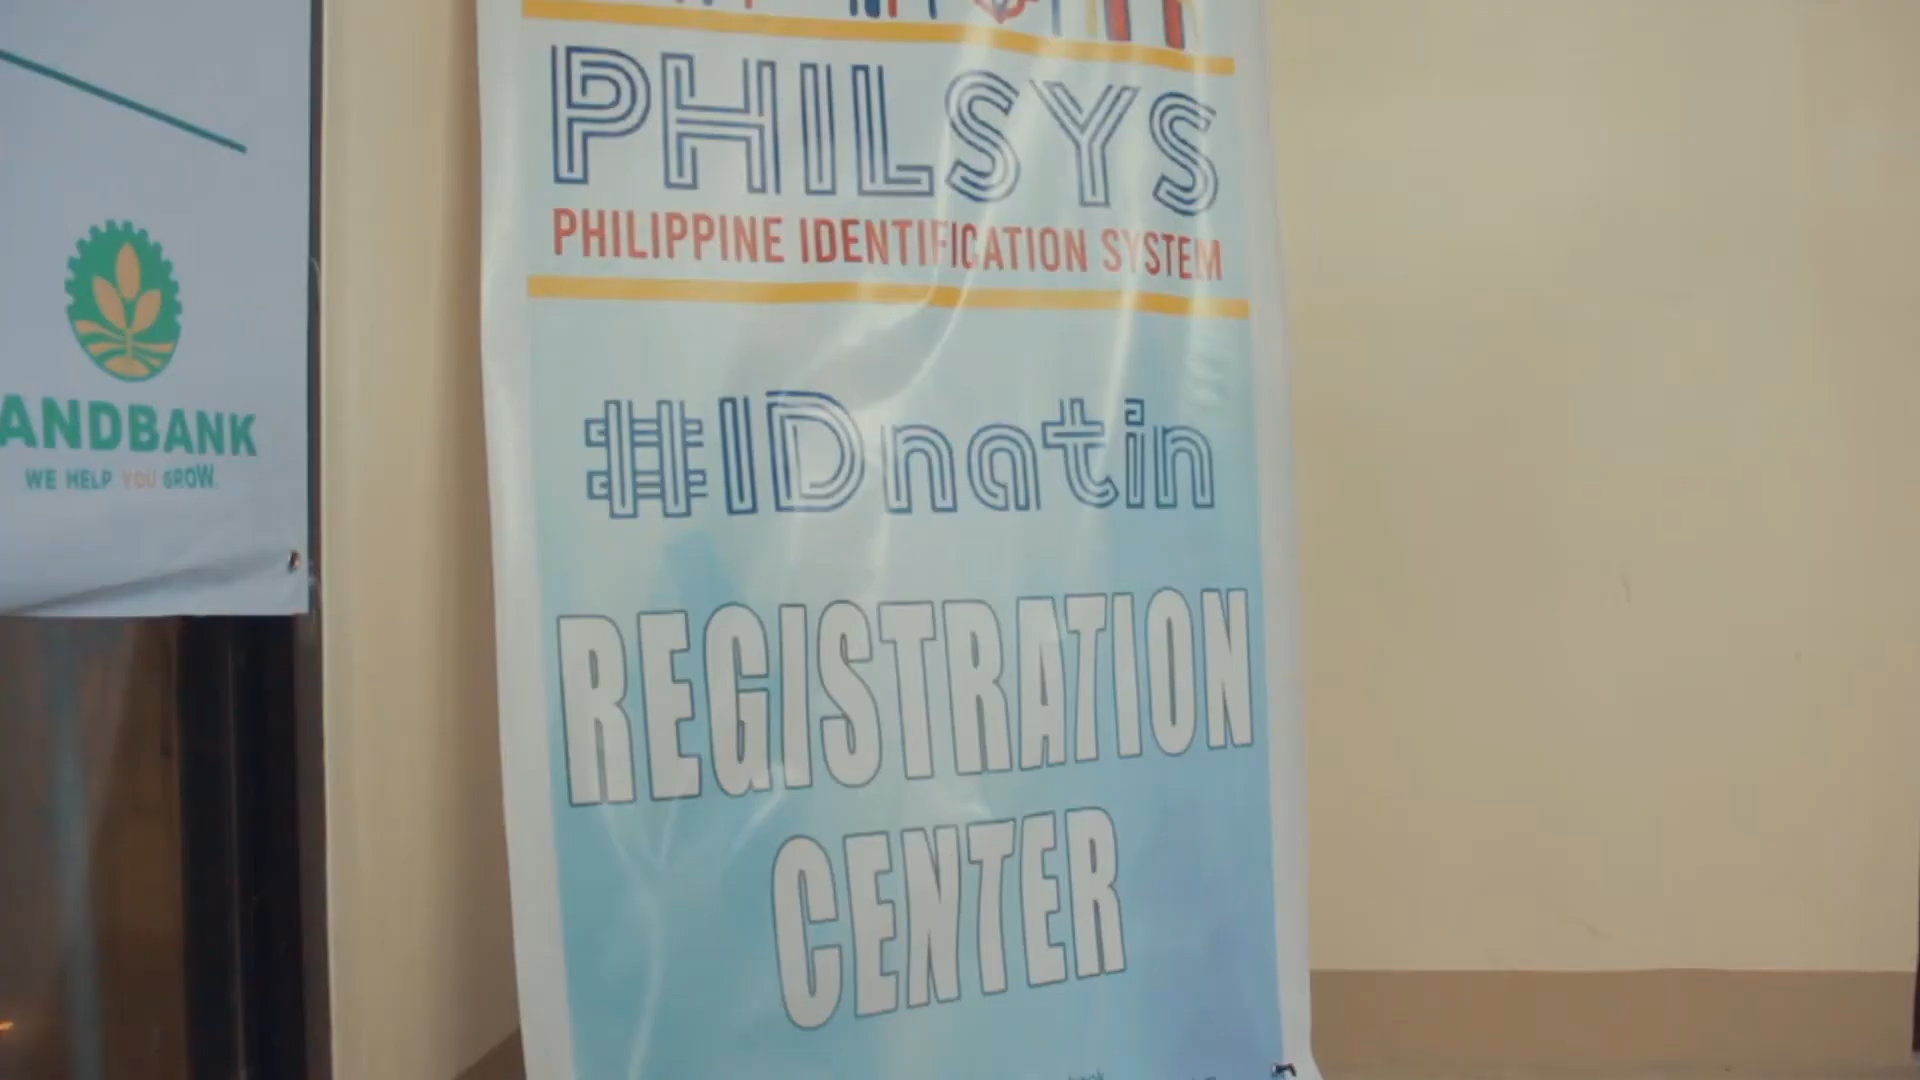 PHILSYS
PHILIPPINE IDENTIFICATION SYSTEM
#IDnatin
REGISTRATION
CENTER
ANDBANK
WE HELP YOU GROW.